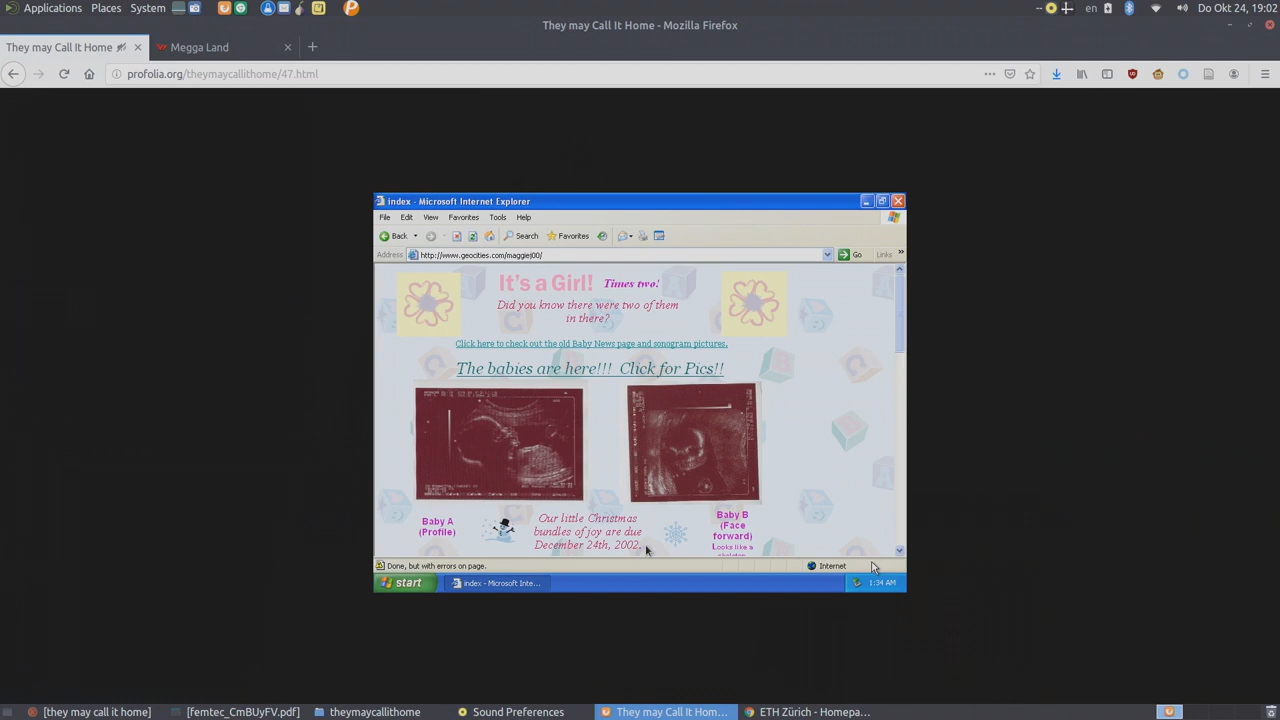 Applications Places System
en
Do Okt 24, 19:02
They may Call It Home - Mozilla Firefox
They may Call It Home
Megga Land
profolia.org/theymaycallithome/47.html
index - Microsoft Internet Explorer
File Edit View Favorites Tools Help
Back Search Favorites
Address http://www.geocities.com/maggiej00/ Go Links
It's a Girl! Times two!
Did you know there were two of them
in there?
Click here to check out the old Baby News page and sonogram pictures.
The babies are here!!! Click for Pics!!
Baby A
(Profile)
Our little Christmas
bundles of joy are due
December 24th, 2002.
Baby B
(Face
forward)
Looks like a
Done, but with errors on page.
Internet
start
index - Microsoft Inte...
1:34 AM
[they may call it home]
[femtec_CmBUyFV.pdf]
theymaycallithome
Sound Preferences
They may Call It Hom...
ETH Zürich - Homepa...